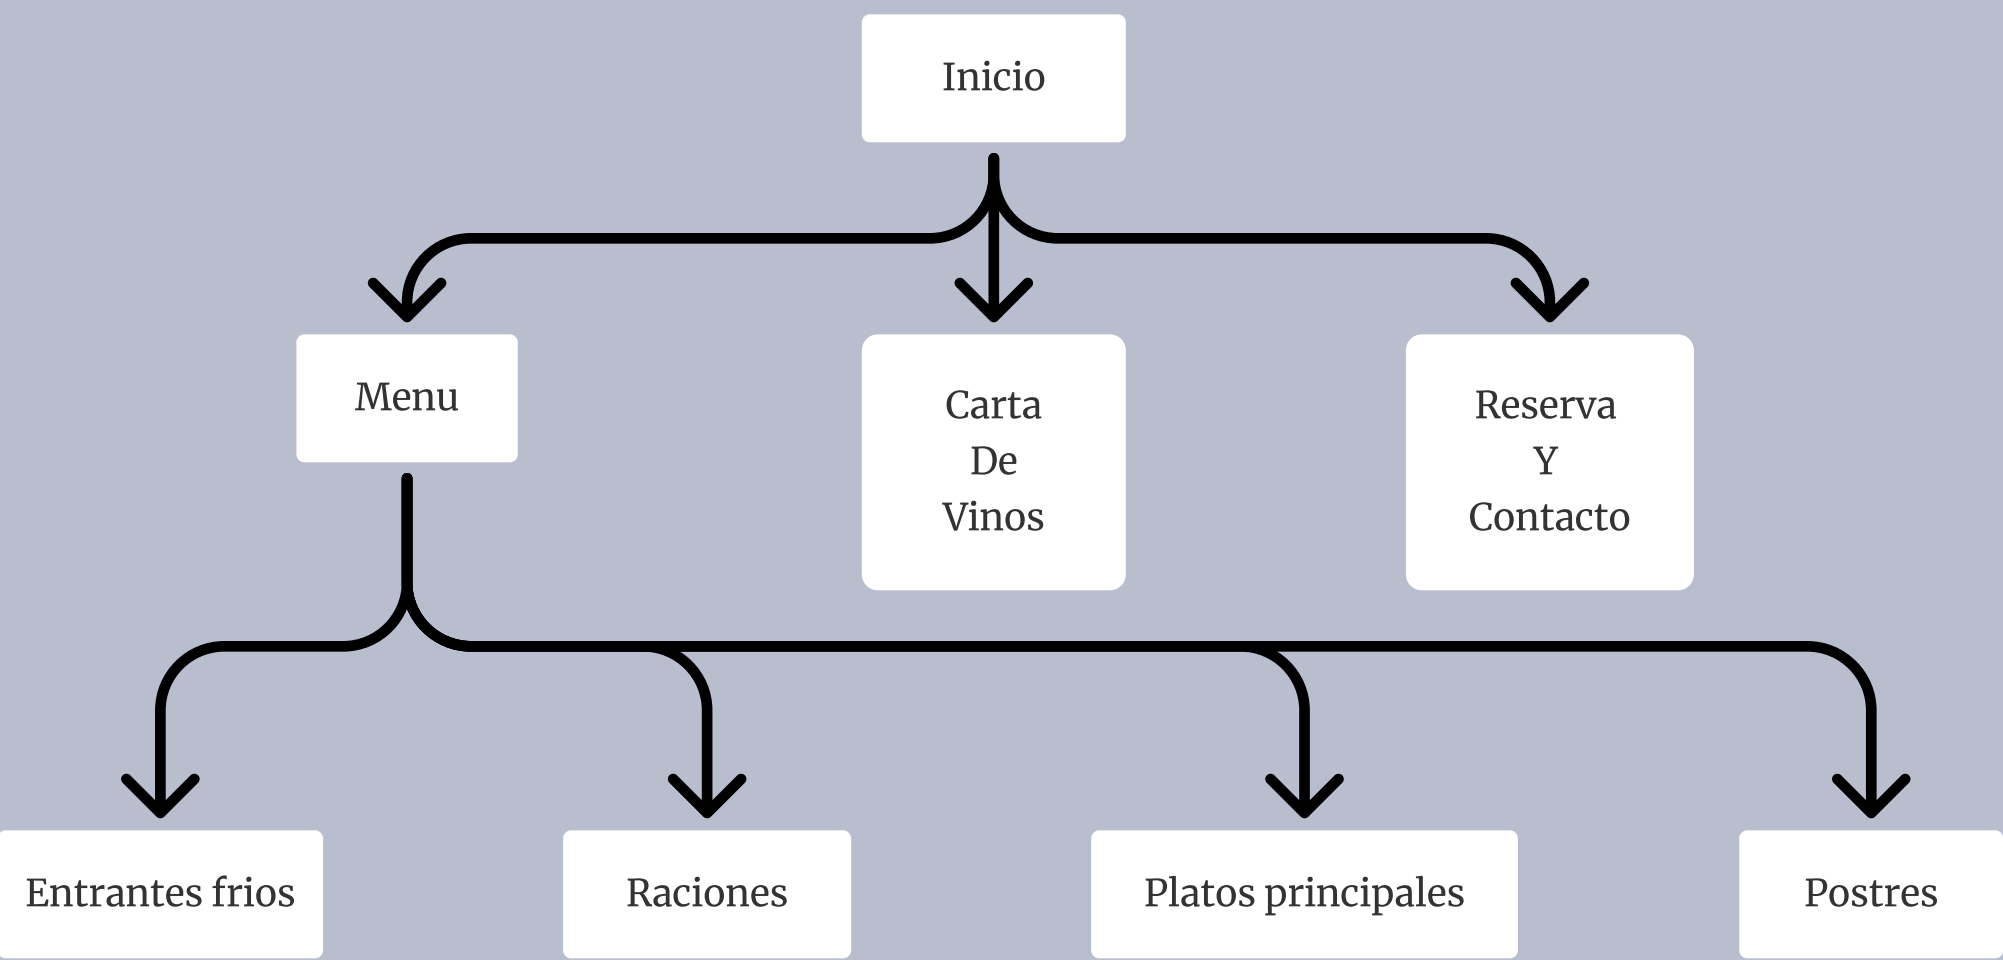 Inicio
Menu
Carta
De
Vinos
Reserva
Y
Contacto
Entrantes frios
Raciones
Platos principales
Postres